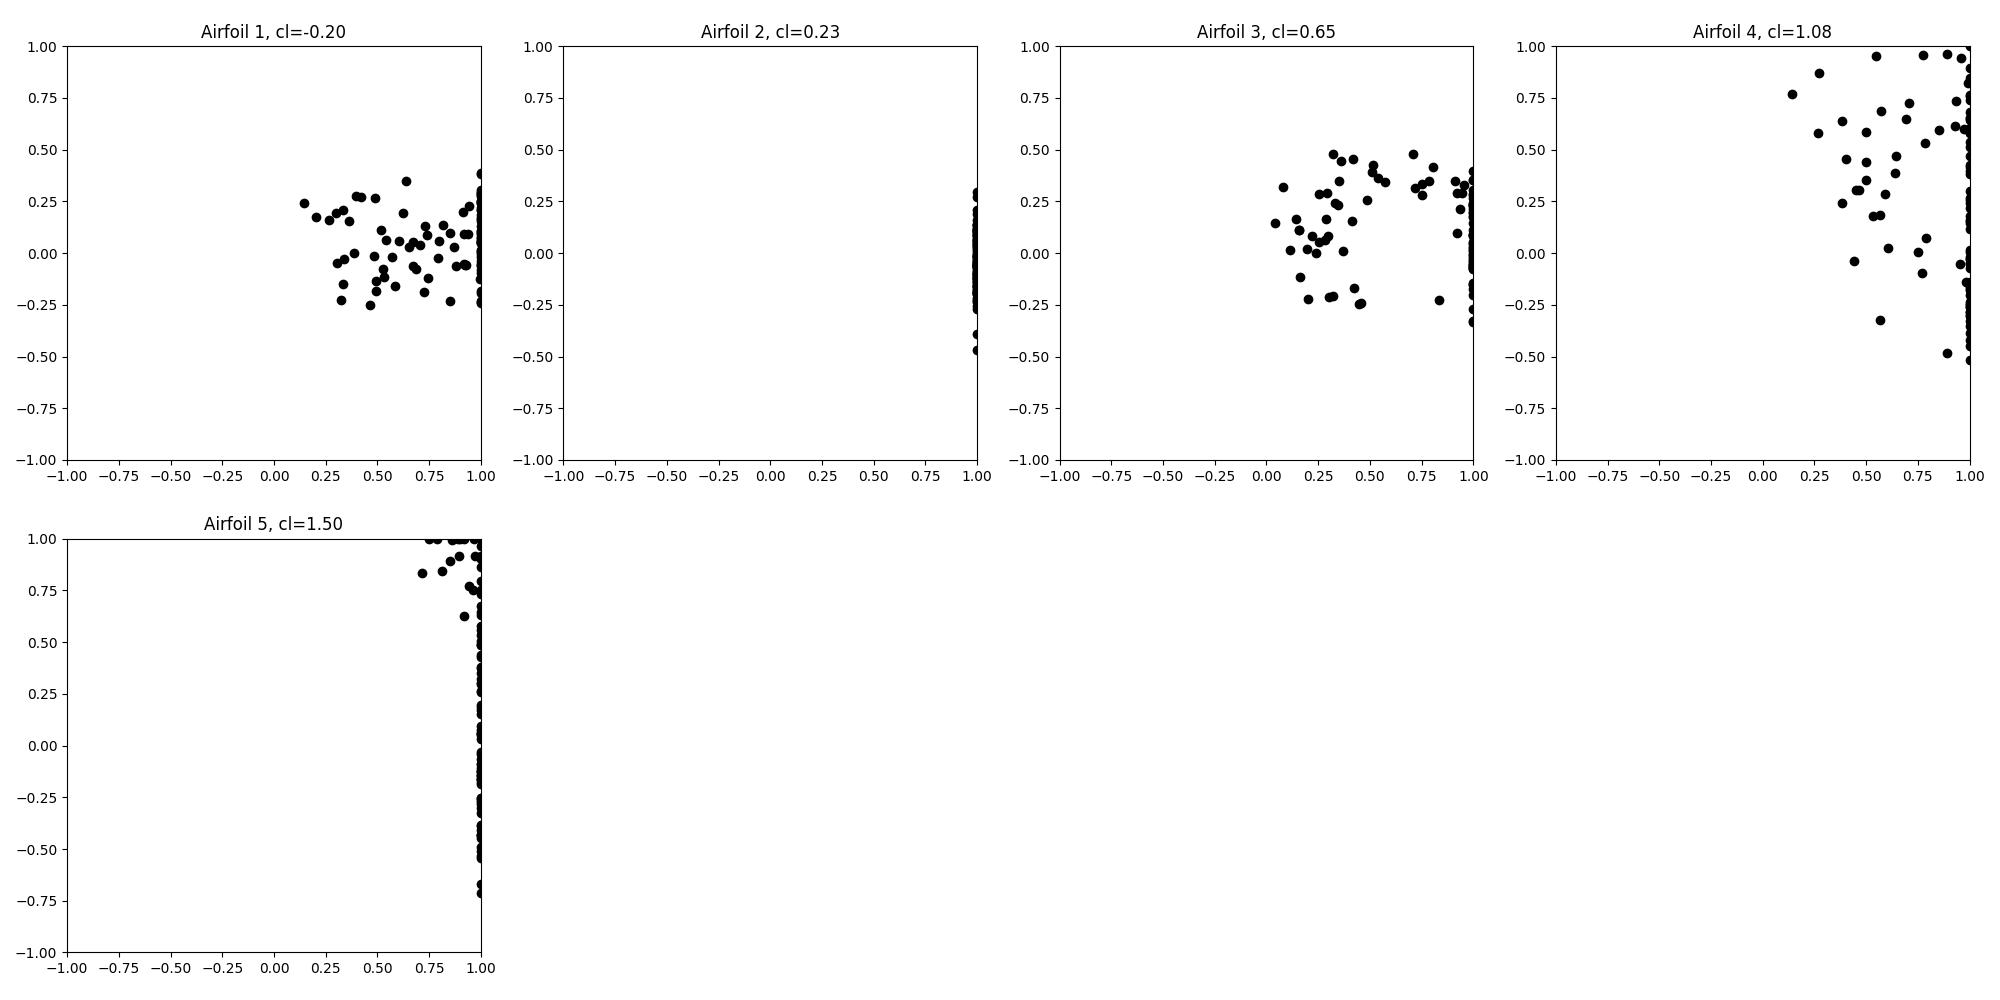 Airfoil 1, cl=-0.20
Airfoil 2, cl=0.23
Airfoil 3, cl=0.65
Airfoil 4, cl=1.08
1.00 1.00 1.00 1.00
0.75 0.75 0.75 0.75
0.50 0.50 0.50 0.50
0.25 0.25 0.25 0.25
0.00 0.00 0.00 0.00
−0.25 −0.25 −0.25 −0.25
−0.50 −0.50 −0.50 −0.50
−0.75 −0.75 −0.75 −0.75
−1.00 −1.00 −1.00 −1.00
−1.00 −0.75 −0.50 −0.25 0.00 0.25 0.50 0.75 1.00
−1.00 −0.75 −0.50 −0.25 0.00 0.25 0.50 0.75 1.00
−1.00 −0.75 −0.50 −0.25 0.00 0.25 0.50 0.75 1.00
−1.00 −0.75 −0.50 −0.25 0.00 0.25 0.50 0.75 1.00
Airfoil 5, cl=1.50
1.00
0.75
0.50
0.25
0.00
−0.25
−0.50
−0.75
−1.00
−1.00 −0.75 −0.50 −0.25 0.00 0.25 0.50 0.75 1.00